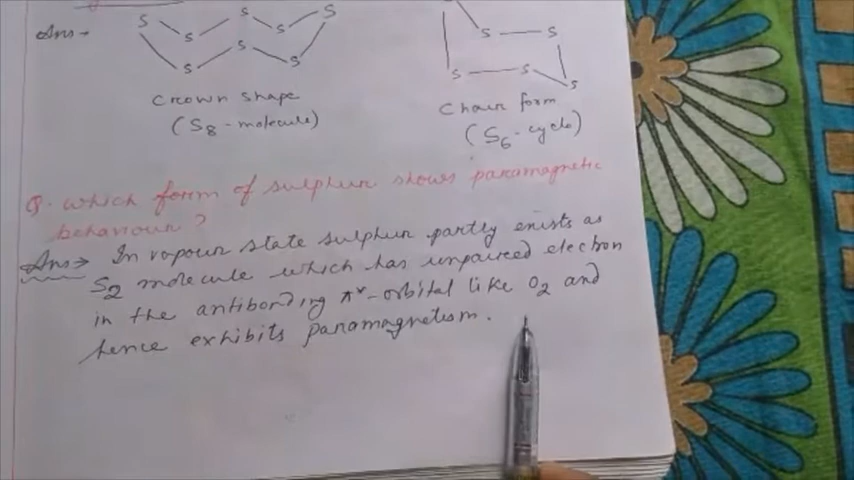 Ans→
S S S S S
S S S
S S
S S S
Crown shape
(S8-molecule)
Chair form
(S6-cyclo)
Q. which form of sulphur shows paramagnetic
behaviour?
Ans→ In vapour state sulphur partly exists as
S2 molecule which has unpaired electron
in the antibonding π*-orbital like O2 and
hence exhibits paramagnetism.